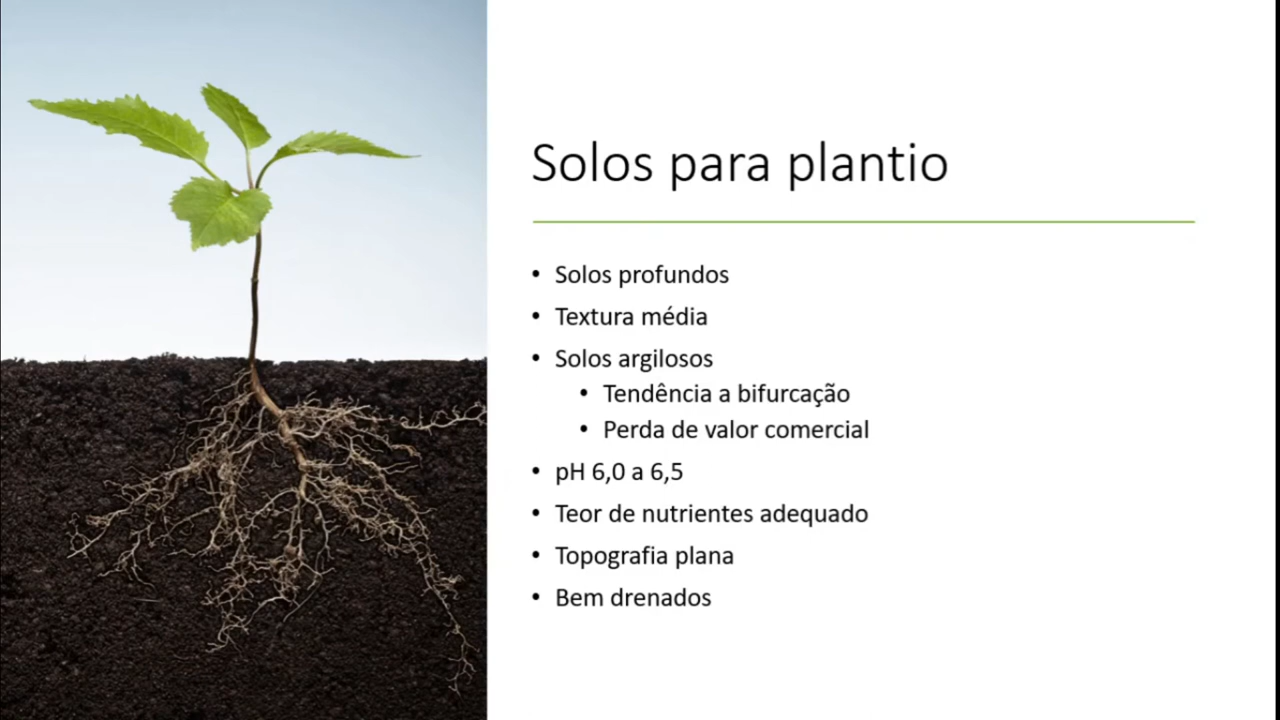 Solos para plantio
• Solos profundos
• Textura média
• Solos argilosos
• Tendência a bifurcação
• Perda de valor comercial
• pH 6,0 a 6,5
• Teor de nutrientes adequado
• Topografia plana
• Bem drenados